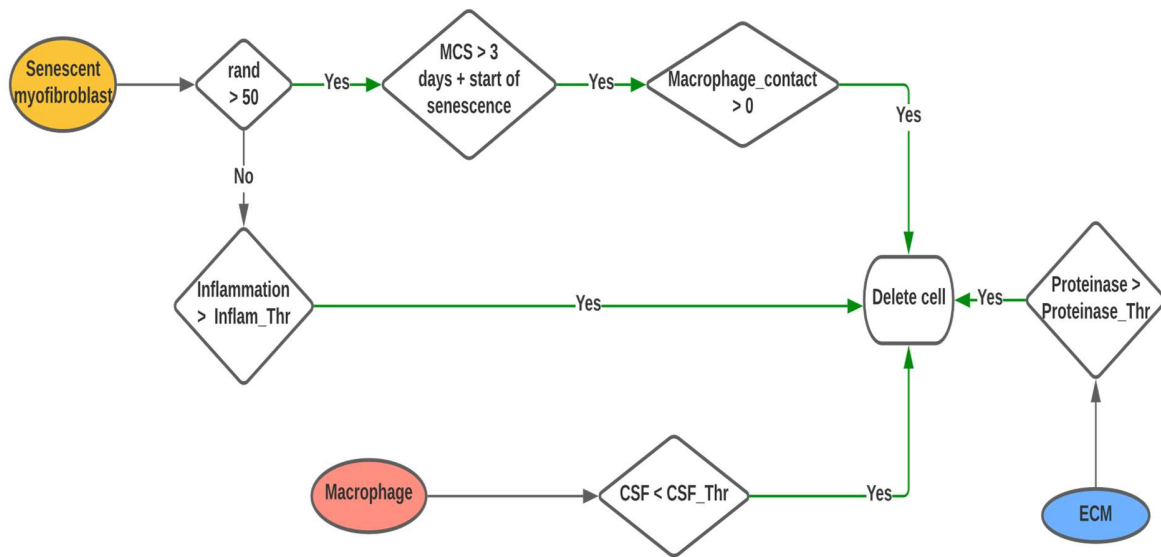 Senescent
myofibroblast
rand
> 50
Yes
MCS > 3
days + start of
senescence
Yes
Macrophage_contact
> 0
Yes
No
Inflammation
> Inflam_Thr
Yes
Delete cell
Yes
Proteinase >
Proteinase_Thr
Macrophage
CSF < CSF_Thr
Yes
ECM